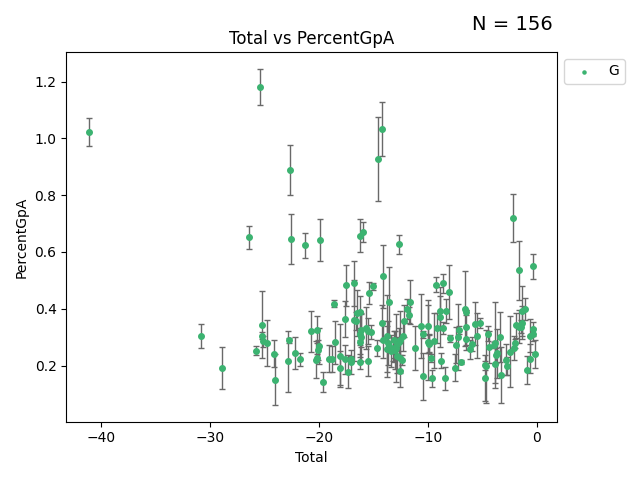 N = 156
Total vs PercentGpA
G
PercentGpA
1.2
1.0
0.8
0.6
0.4
0.2
−40
−30
−20
−10
0
Total